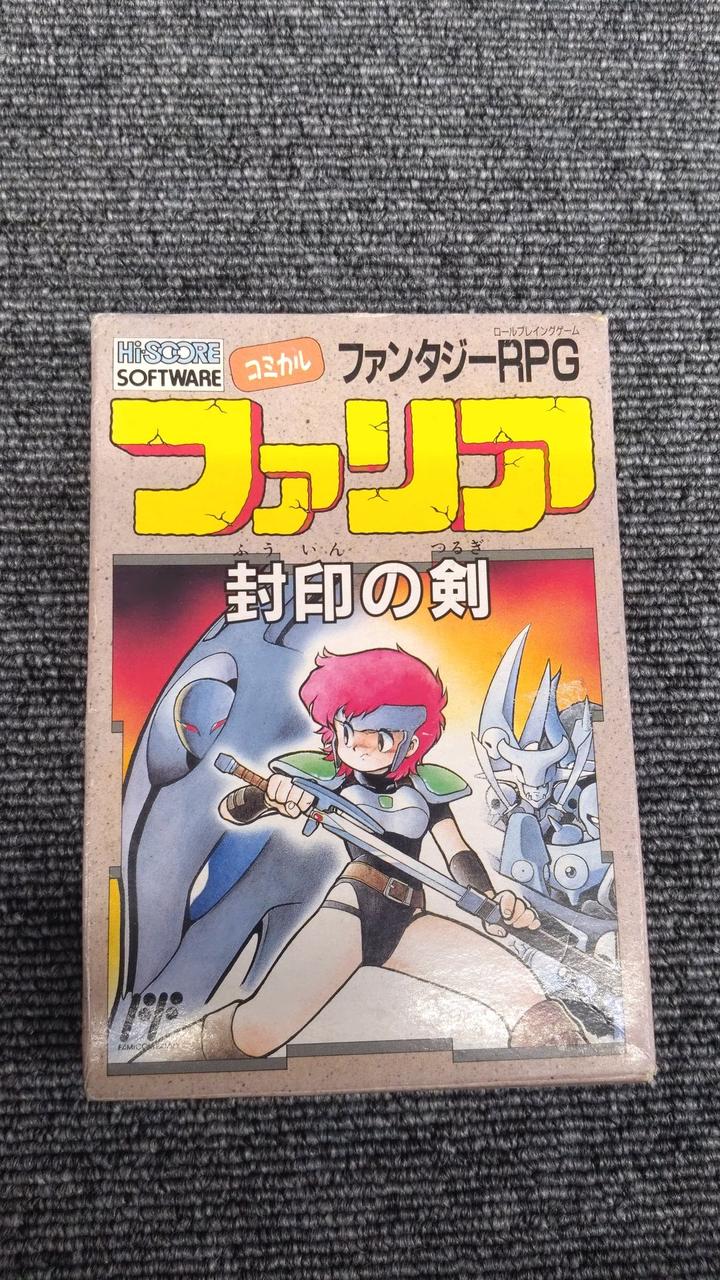 ロールプレイングゲーム
Hi-SCORE
SOFTWARE
コミカル
ファンタジーRPG
ファリア
ふういん つるぎ
封印の剣
FAMICOM